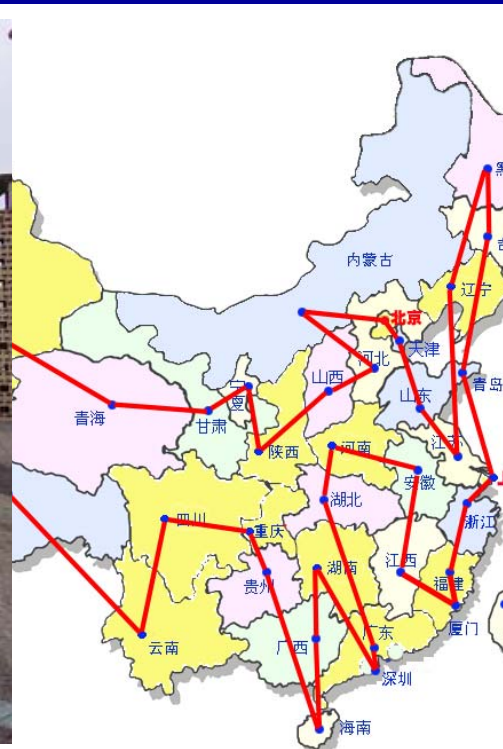 黑
吉
内蒙古
辽宁
北京
天津
河北
山西
山东
青岛
宁夏
青海
甘肃
陕西
河南
江苏
安徽
湖北
浙江
四川
重庆
贵州
湖南
江西
福建
云南
广西
广东
厦门
深圳
海南